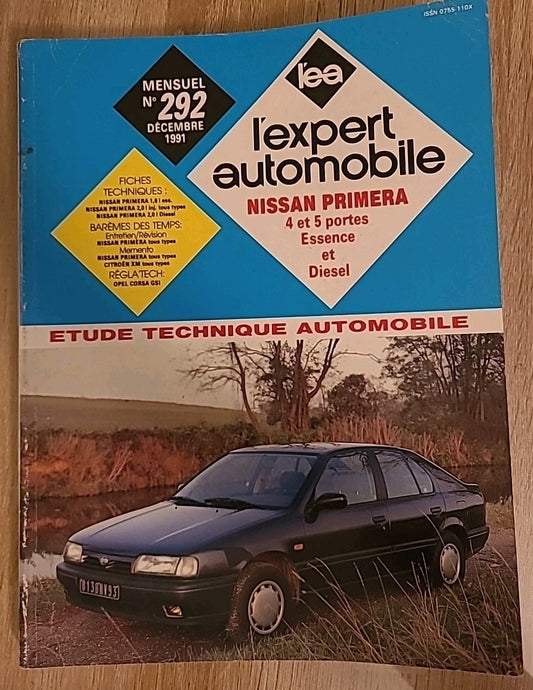 ISSN 0755-110X
MENSUEL
N° 292
DÉCEMBRE
1991
l'ea
l'expert
automobile
NISSAN PRIMERA
4 et 5 portes
Essence
et
Diesel
FICHES
TECHNIQUES :
NISSAN PRIMERA 1,6 l ess.
NISSAN PRIMERA 2,0 l inj. tous types
NISSAN PRIMERA 2,0 l Diesel
BARÈMES DES TEMPS:
Entretien/Révision
NISSAN PRIMERA tous types
Memento
NISSAN PRIMERA tous types
CITROËN XM tous types
RÉGLA'TECH:
OPEL CORSA GSI
ETUDE TECHNIQUE AUTOMOBILE